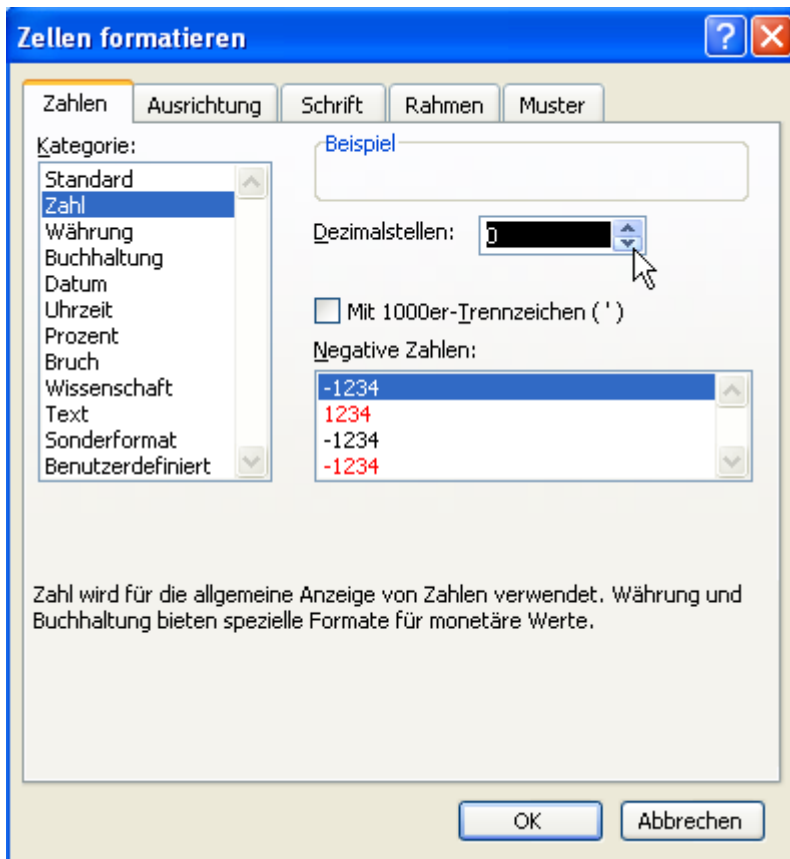 Zellen formatieren
Zahlen Ausrichtung Schrift Rahmen Muster
Kategorie:
Standard
Zahl
Währung
Buchhaltung
Datum
Uhrzeit
Prozent
Bruch
Wissenschaft
Text
Sonderformat
Benutzerdefiniert
Beispiel
Dezimalstellen: 0
Mit 1000er-Trennzeichen ( ' )
Negative Zahlen:
-1234
1234
-1234
-1234
Zahl wird für die allgemeine Anzeige von Zahlen verwendet. Währung und
Buchhaltung bieten spezielle Formate für monetäre Werte.
OK Abbrechen